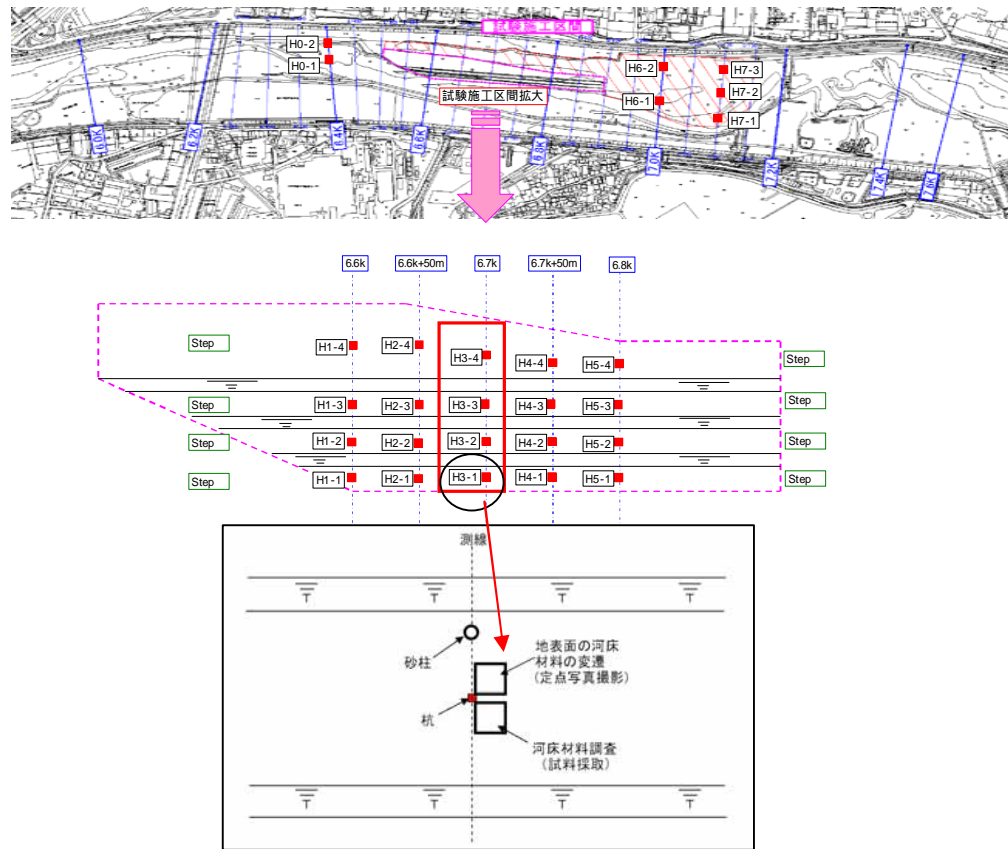 試験施工区間
H0-2
H0-1
H6-2
H7-3
H7-2
H6-1
H7-1
試験施工区間拡大
6.0K
6.2K
6.4K
6.6K
6.8K
7.0K
7.2K
7.4K
7.6K
6.6k
6.6k+50m
6.7k
6.7k+50m
6.8k
Step
H1-4
H2-4
H3-4
H4-4
H5-4
Step
Step
H1-3
H2-3
H3-3
H4-3
H5-3
Step
Step
H1-2
H2-2
H3-2
H4-2
H5-2
Step
Step
H1-1
H2-1
H3-1
H4-1
H5-1
Step
測線
砂柱
地表面の河床
材料の変遷
(定点写真撮影)
杭
河床材料調査
(試料採取)